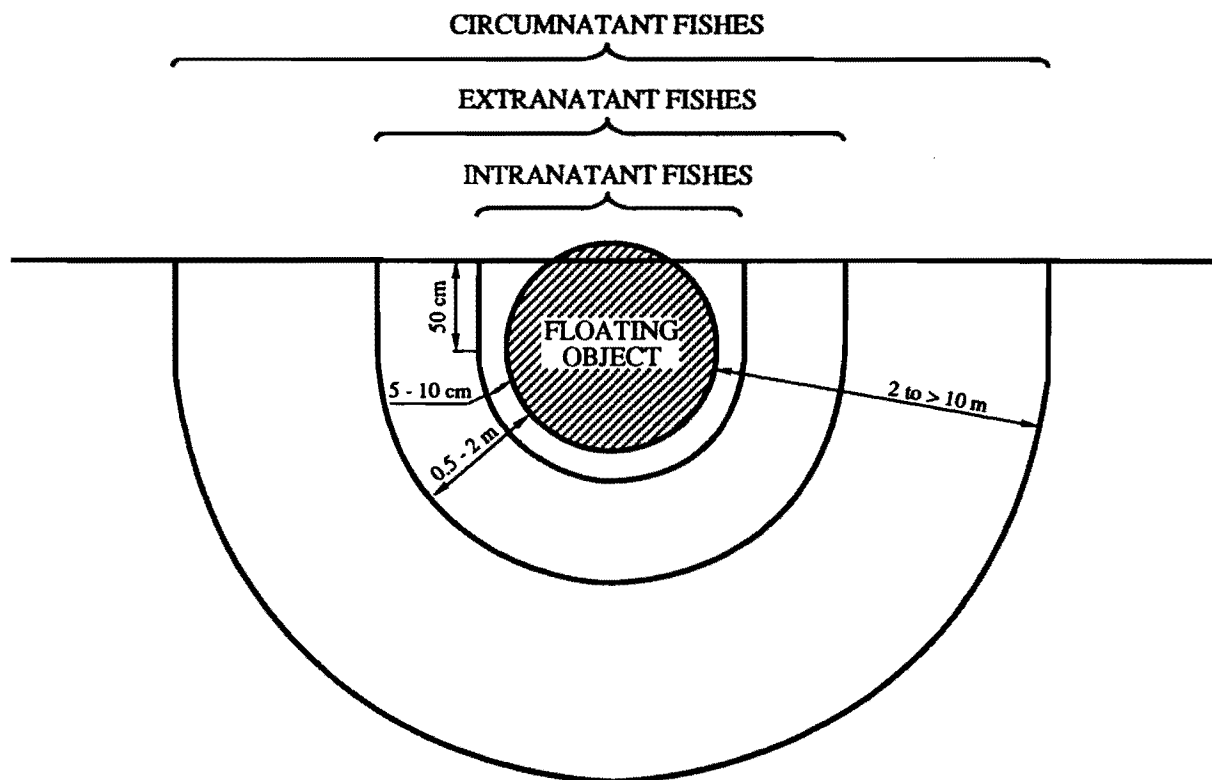 CIRCUMNATANT FISHES
EXTRANATANT FISHES
INTRANATANT FISHES
50 cm
FLOATING
OBJECT
5 - 10 cm
2 to > 10 m
0.5 - 2 m